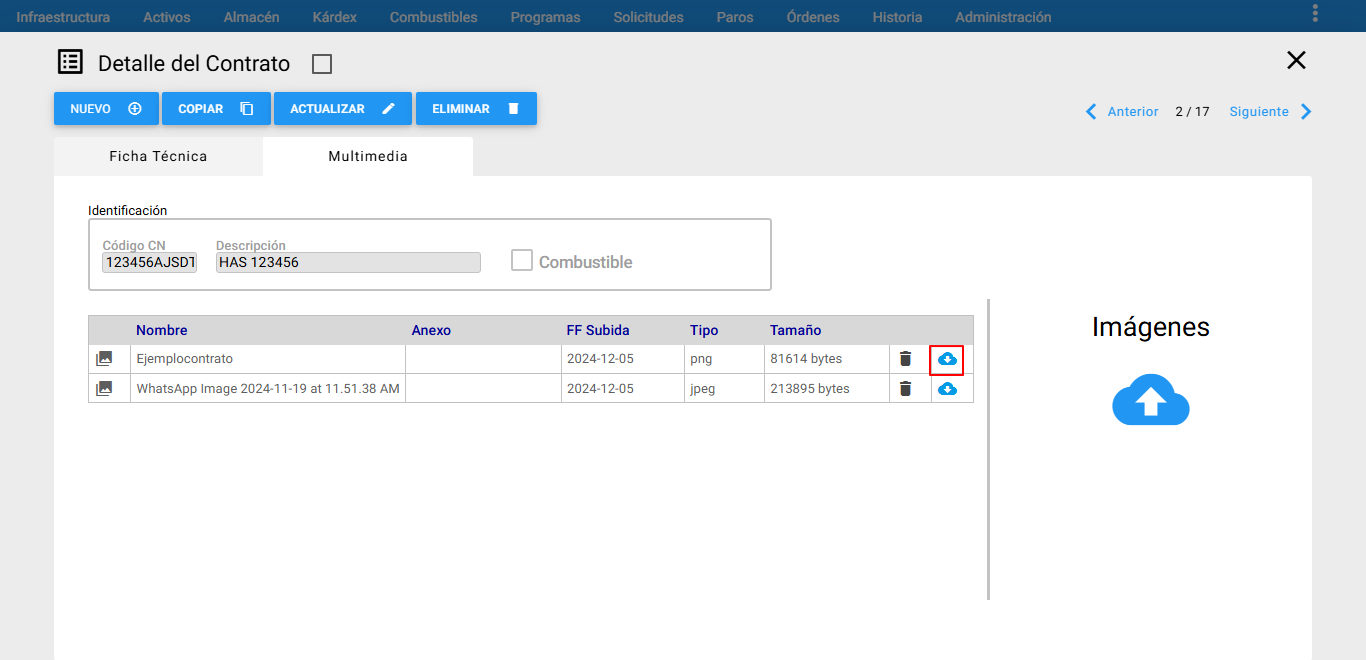 Infraestructura Activos Almacén Kárdex Combustibles Programas Solicitudes Paros Órdenes Historia Administración
Detalle del Contrato
NUEVO COPIAR ACTUALIZAR ELIMINAR
Anterior 2 / 17 Siguiente
Ficha Técnica Multimedia
Identificación
Código CN Descripción
123456AJSDT HAS 123456 Combustible
Nombre Anexo FF Subida Tipo Tamaño
Ejemplocontrato 2024-12-05 png 81614 bytes
WhatsApp Image 2024-11-19 at 11.51.38 AM 2024-12-05 jpeg 213895 bytes
Imágenes